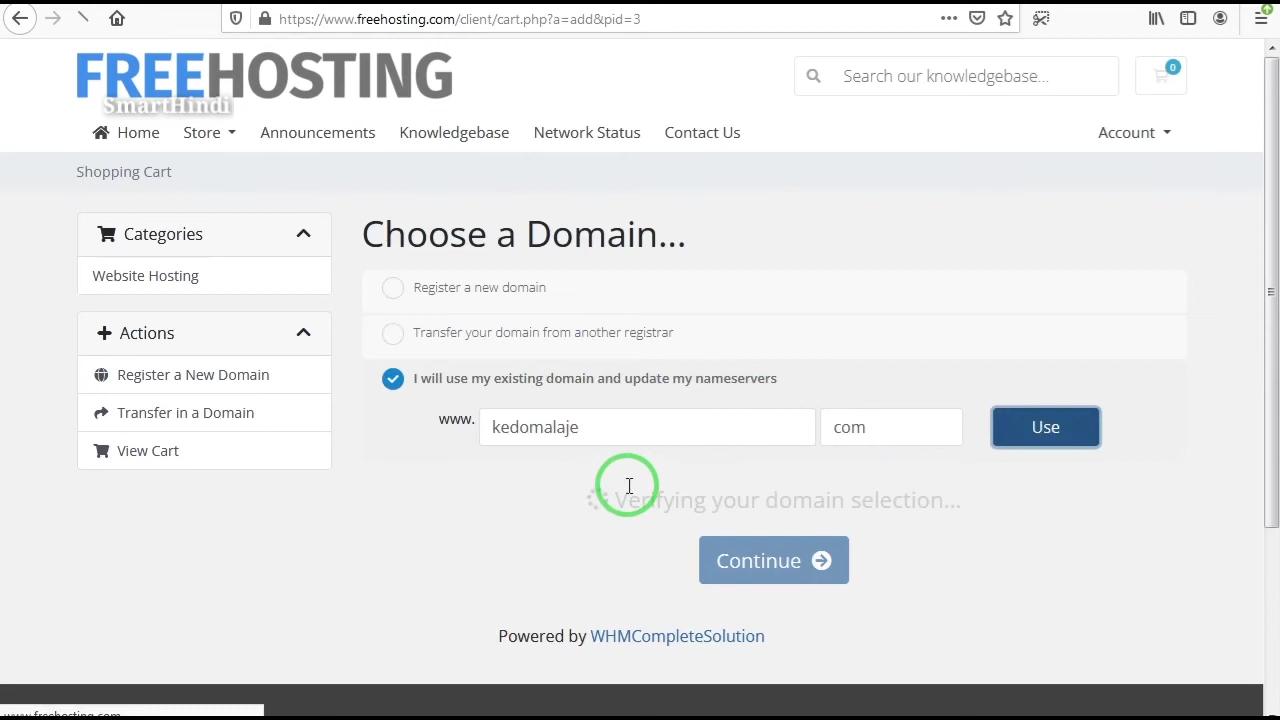 https://www.freehosting.com/client/cart.php?a=add&pid=3
FREEHOSTING
SmartHindi
Search our knowledgebase...
0
Home Store Announcements Knowledgebase Network Status Contact Us Account
Shopping Cart
Categories
Website Hosting
Actions
Register a New Domain
Transfer in a Domain
View Cart
Choose a Domain...
Register a new domain
Transfer your domain from another registrar
I will use my existing domain and update my nameservers
www. kedomalaje com Use
Verifying your domain selection...
Continue
Powered by WHMCompleteSolution
www.freehosting.com